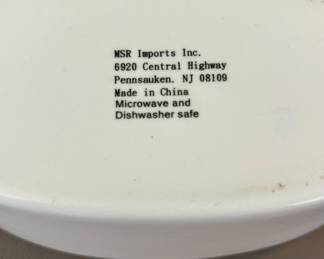 MSR Imports Inc.
6920 Central Highway
Pennsauken. NJ 08109
Made in China
Microwave and
Dishwasher safe